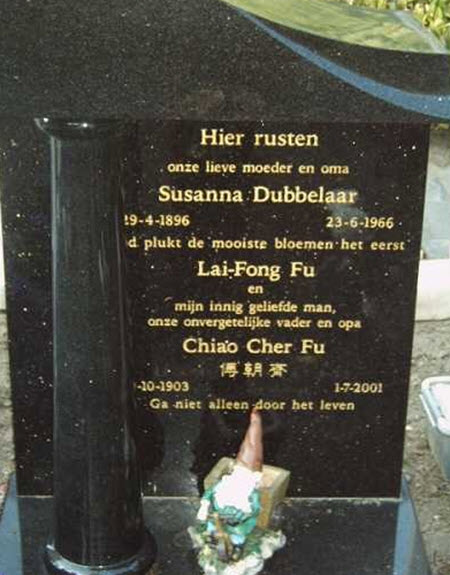 Hier rusten
onze lieve moeder en oma
Susanna Dubbelaar
29-4-1896 23-6-1966
plukt de mooiste bloemen het eerst
Lai-Fong Fu
en
mijn innig geliefde man,
onze onvergetelijke vader en opa
Chiao Cher Fu
傅朝齊
-10-1903 1-7-2001
Ga niet alleen door het leven